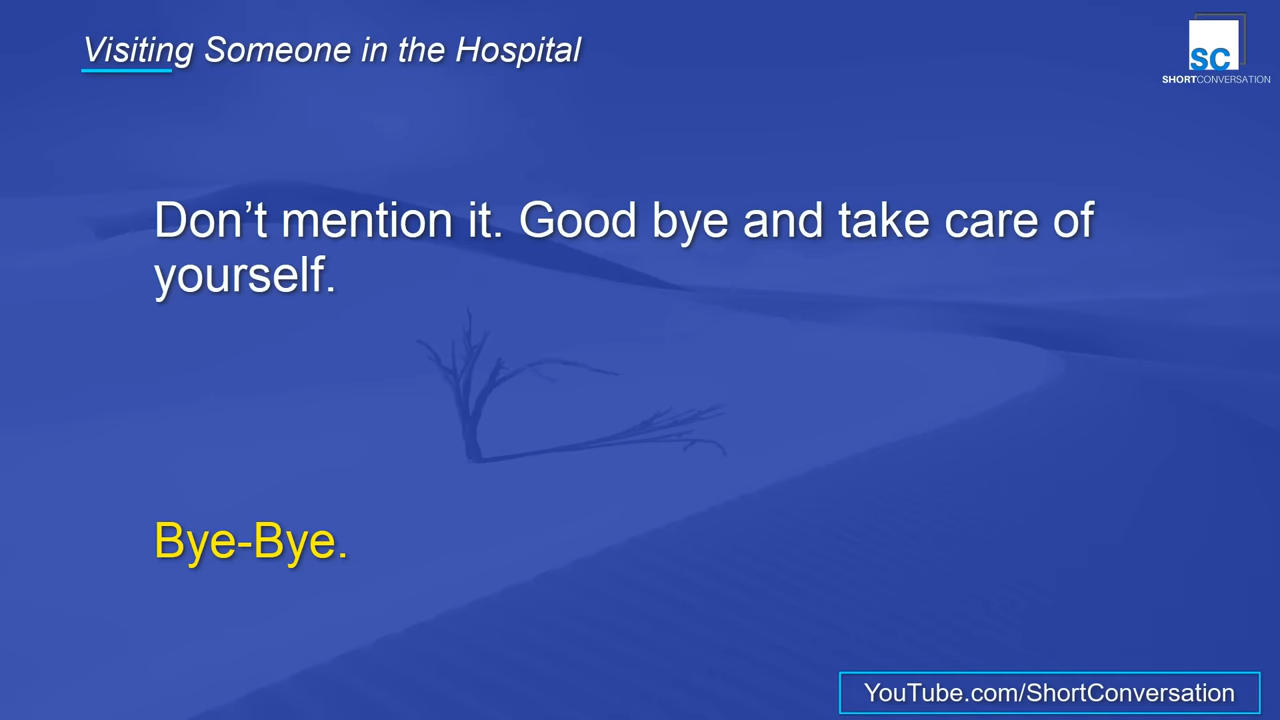 Visiting Someone in the Hospital
SC
SHORTCONVERSATION
Don’t mention it. Good bye and take care of
yourself.
Bye-Bye.
YouTube.com/ShortConversation